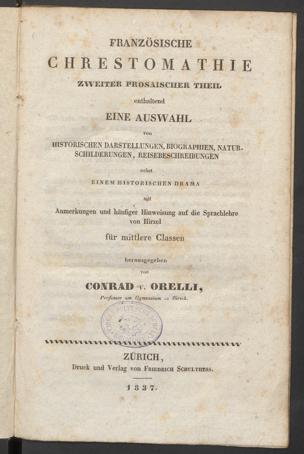 FRANZÖSISCHE
CHRESTOMATHIE
ZWEITER PROSAISCHER THEIL
enthaltend
EINE AUSWAHL
von
HISTORISCHEN DARSTELLUNGEN, BIOGRAPHIEN, NATUR-
SCHILDERUNGEN, REISEBESCHREIBUNGEN
nebst
EINEM HISTORISCHEN DRAMA
mit
Anmerkungen und häufiger Hinweisung auf die Sprachlehre
von Hirzel
für mittlere Classen
herausgegeben
von
CONRAD v. ORELLI,
Professor am Gymnasium in Zürich.
ZÜRICH,
Druck und Verlag von FRIEDRICH SCHULTHESS.
1837.